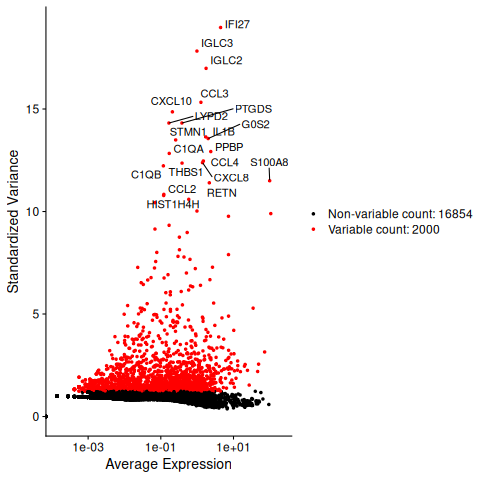 IFI27
IGLC3
IGLC2
CCL3
CXCL10
LYPD2
PTGDS
STMN1
IL1B
G0S2
C1QA
PPBP
S100A8
C1QB
THBS1
CCL4
CXCL8
CCL2
RETN
HIST1H4H
15
10
5
0
Standardized Variance
1e-03
1e-01
1e+01
Average Expression
Non-variable count: 16854
Variable count: 2000